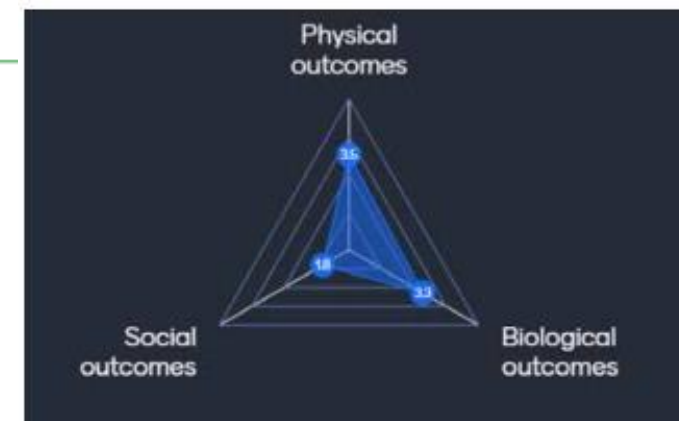 Physical
outcomes
3.5
1.8
3.3
Social
outcomes
Biological
outcomes